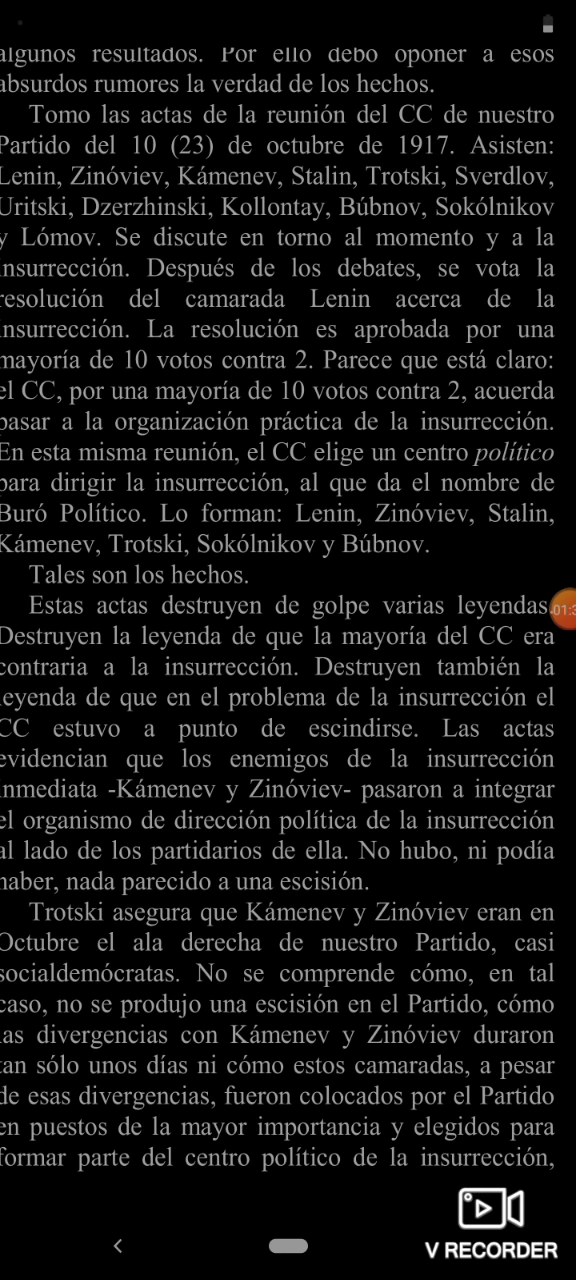 algunos resultados. Por ello debo oponer a esos
absurdos rumores la verdad de los hechos.
Tomo las actas de la reunión del CC de nuestro
Partido del 10 (23) de octubre de 1917. Asisten:
Lenin, Zinóviev, Kámenev, Stalin, Trotski, Sverdlov,
Uritski, Dzerzhinski, Kollontay, Búbnov, Sokólnikov
y Lómov. Se discute en torno al momento y a la
insurrección. Después de los debates, se vota la
resolución del camarada Lenin acerca de la
insurrección. La resolución es aprobada por una
mayoría de 10 votos contra 2. Parece que está claro:
el CC, por una mayoría de 10 votos contra 2, acuerda
pasar a la organización práctica de la insurrección.
En esta misma reunión, el CC elige un centro político
para dirigir la insurrección, al que da el nombre de
Buró Político. Lo forman: Lenin, Zinóviev, Stalin,
Kámenev, Trotski, Sokólnikov y Búbnov.
Tales son los hechos.
Estas actas destruyen de golpe varias leyendas.
01:3
Destruyen la leyenda de que la mayoría del CC era
contraria a la insurrección. Destruyen también la
leyenda de que en el problema de la insurrección el
CC estuvo a punto de escindirse. Las actas
evidencian que los enemigos de la insurrección
inmediata -Kámenev y Zinóviev- pasaron a integrar
el organismo de dirección política de la insurrección
al lado de los partidarios de ella. No hubo, ni podía
haber, nada parecido a una escisión.
Trotski asegura que Kámenev y Zinóviev eran en
Octubre el ala derecha de nuestro Partido, casi
socialdemócratas. No se comprende cómo, en tal
caso, no se produjo una escisión en el Partido, cómo
las divergencias con Kámenev y Zinóviev duraron
tan sólo unos días ni cómo estos camaradas, a pesar
de esas divergencias, fueron colocados por el Partido
en puestos de la mayor importancia y elegidos para
formar parte del centro político de la insurrección,
V RECORDER